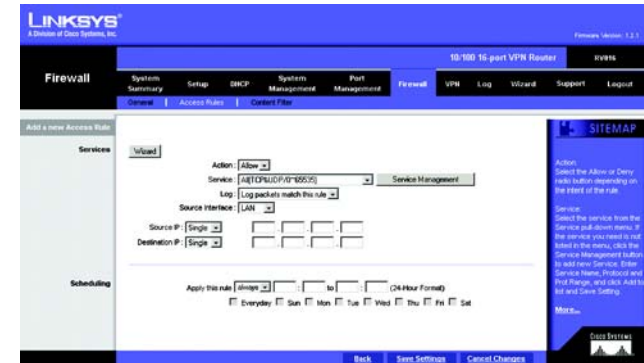 LINKSYS®
A Division of Cisco Systems, Inc.
Firmware Version: 1.2.1
10/100 16-port VPN Router
RV016
Firewall
System Summary
Setup
DHCP
System Management
Port Management
Firewall
VPN
Log
Wizard
Support
Logout
General | Access Rules | Content Filter
Add a new Access Rule
SITEMAP
Services
Wizard
Action : Allow
Service : All[TCP&UDP/0~65535]
Service Management
Log : Log packets match this rule
Source Interface : LAN
Source IP : Single . . .
Destination IP : Single . . .
Scheduling
Apply this rule always : to : (24-Hour Format)
Everyday Sun Mon Tue Wed Thu Fri Sat
Action:
Select the Allow or Deny
radio button depending on
the intent of the rule.
Service:
Select the service from the
Service pull-down menu. If
the service you need is not
listed in the menu, click the
Service Management button
to add new Service. Enter
Service Name, Protocol and
Port Range, and click Add to
list and Save Setting.
More...
Back
Save Settings
Cancel Changes
CISCO SYSTEMS